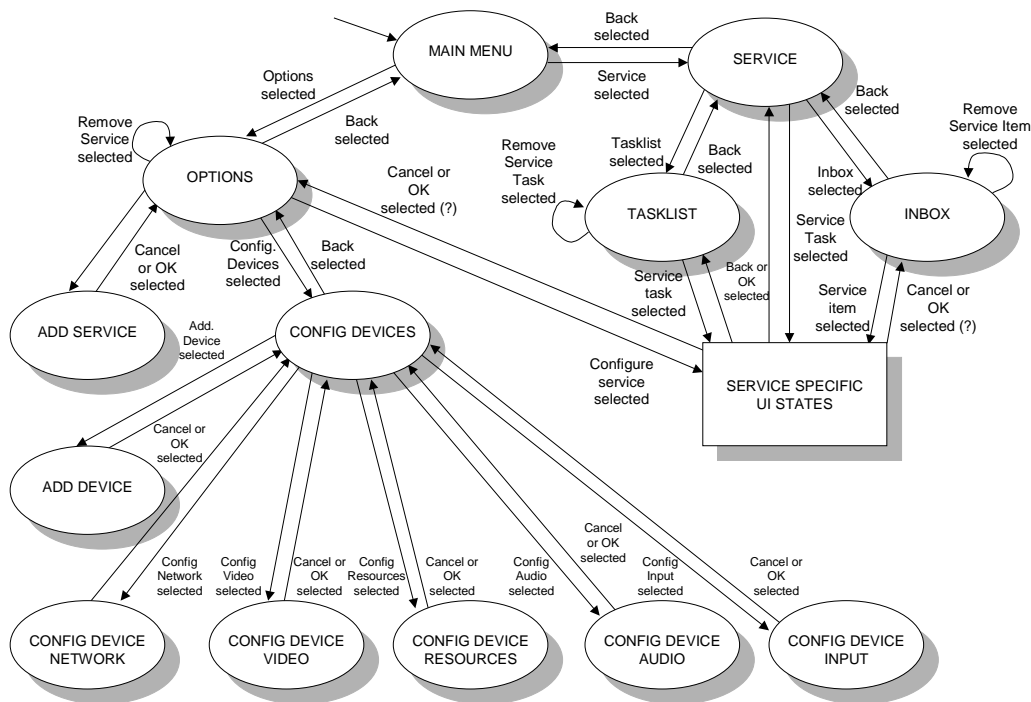 Back
selected
MAIN MENU
SERVICE
Options
selected
Service
selected
Back
selected
Remove
Service Item
selected
Remove
Service
selected
Back
selected
Tasklist
selected
Back
selected
Remove
Service
Task
selected
Cancel or
OK
selected (?)
Inbox
selected
OPTIONS
TASKLIST
INBOX
Service
Task
selected
Cancel
or OK
selected
Config.
Devices
selected
Back
selected
Service
task
selected
Back or
OK
selected
Service
item
selected
Cancel or
OK
selected (?)
ADD SERVICE
Add.
Device
selected
CONFIG DEVICES
Configure
service
selected
SERVICE SPECIFIC
UI STATES
Cancel or
OK
selected
ADD DEVICE
Config
Network
selected
Config
Video
selected
Cancel or
OK
selected
Config
Resources
selected
Cancel or
OK
selected
Config
Audio
selected
Cancel
or OK
selected
Config
Input
selected
Cancel or
OK
selected
CONFIG DEVICE
NETWORK
CONFIG DEVICE
VIDEO
CONFIG DEVICE
RESOURCES
CONFIG DEVICE
AUDIO
CONFIG DEVICE
INPUT